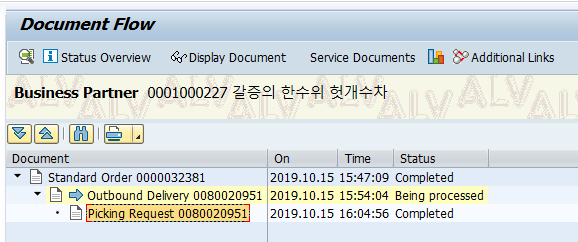 Document Flow
Status Overview Display Document Service Documents Additional Links
Business Partner 0001000227 갈증의 한수위 헛개수차
Document On Time Status
Standard Order 0000032381 2019.10.15 15:47:09 Completed
Outbound Delivery 0080020951 2019.10.15 15:54:04 Being processed
Picking Request 0080020951 2019.10.15 16:04:56 Completed